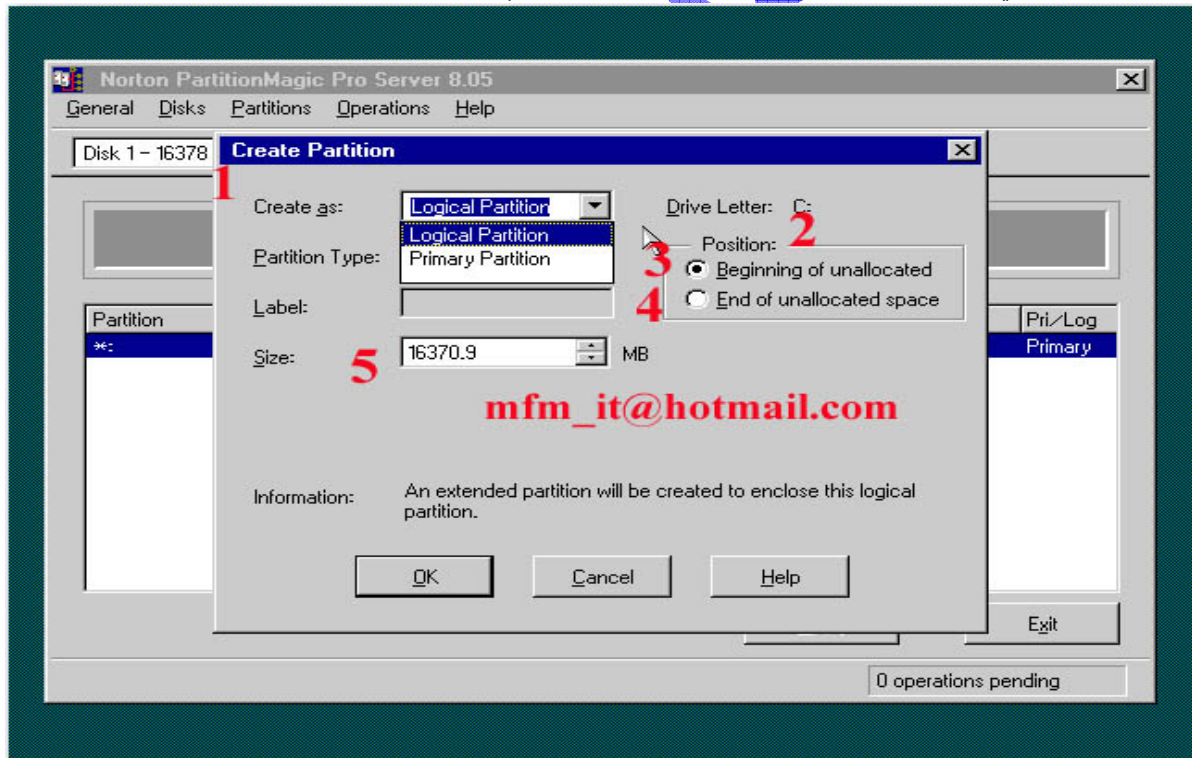 Norton PartitionMagic Pro Server 8.05
General Disks Partitions Operations Help
Disk 1 - 16378
Create Partition
1
Create as: Logical Partition Drive Letter: C:
Logical Partition
Primary Partition
2
Position:
Partition Type:
3 Beginning of unallocated
4 End of unallocated space
Label:
Partition Pri/Log
*: Primary
Size: 5 16370.9 MB
mfm_it@hotmail.com
Information: An extended partition will be created to enclose this logical
partition.
OK Cancel Help
Exit
0 operations pending